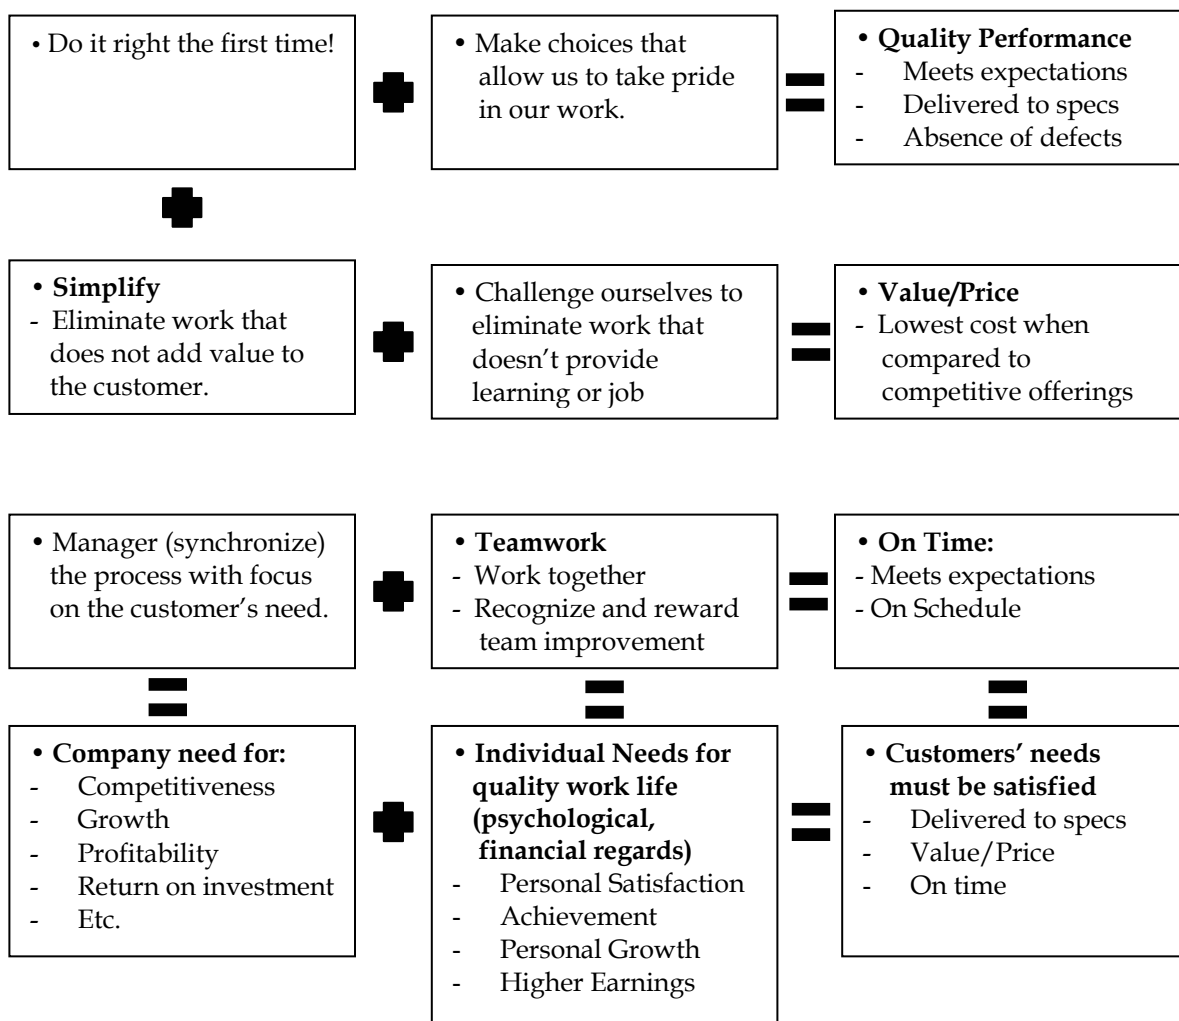 • Do it right the first time!
• Make choices that
allow us to take pride
in our work.
• Quality Performance
- Meets expectations
- Delivered to specs
- Absence of defects
• Simplify
- Eliminate work that
does not add value to
the customer.
• Challenge ourselves to
eliminate work that
doesn’t provide
learning or job
• Value/Price
- Lowest cost when
compared to
competitive offerings
• Manager (synchronize)
the process with focus
on the customer’s need.
• Teamwork
- Work together
- Recognize and reward
team improvement
• On Time:
- Meets expectations
- On Schedule
• Company need for:
- Competitiveness
- Growth
- Profitability
- Return on investment
- Etc.
• Individual Needs for
quality work life
(psychological,
financial regards)
- Personal Satisfaction
- Achievement
- Personal Growth
- Higher Earnings
• Customers’ needs
must be satisfied
- Delivered to specs
- Value/Price
- On time